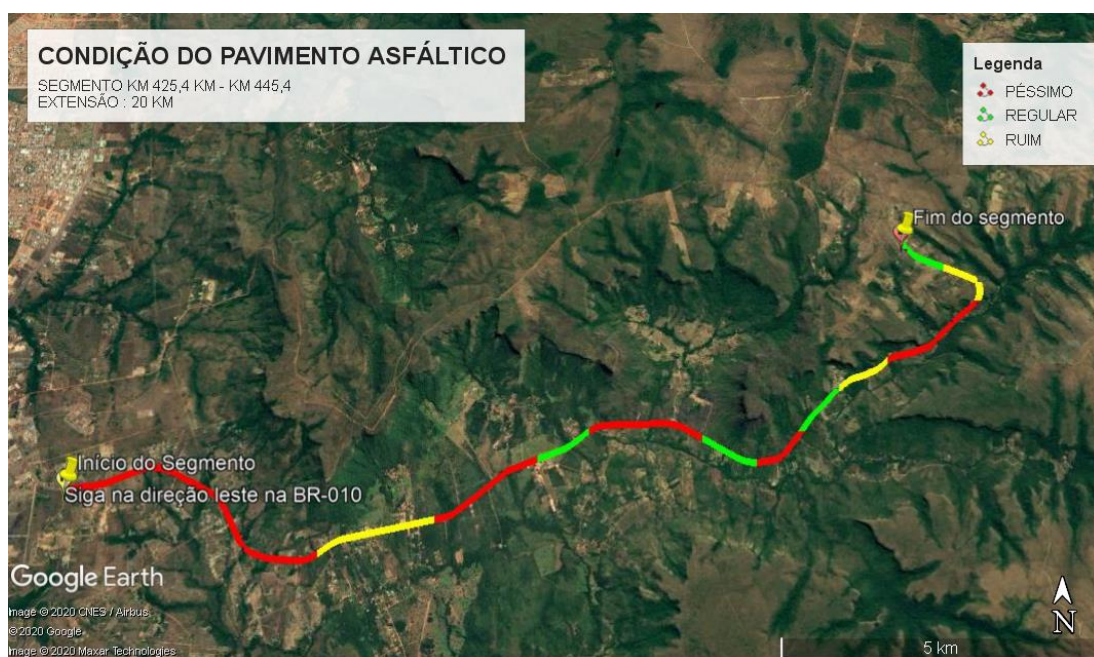 CONDIÇÃO DO PAVIMENTO ASFÁLTICO
SEGMENTO KM 425,4 KM - KM 445,4
EXTENSÃO : 20 KM
Legenda
PÉSSIMO
REGULAR
RUIM
Fim do segmento
Início do Segmento
Siga na direção leste na BR-010
Google Earth
Image © 2020 CNES / Airbus
©2020 Google
Image © 2020 Maxar Technologies
5 km
N